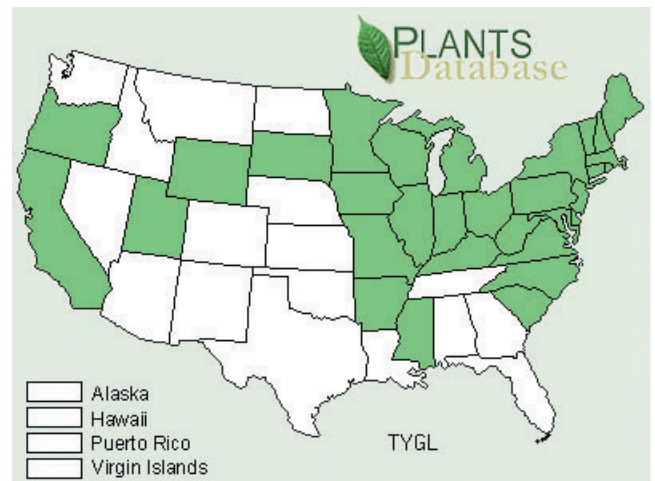 PLANTS
Database
Alaska
Hawaii
Puerto Rico
Virgin Islands
TYGL